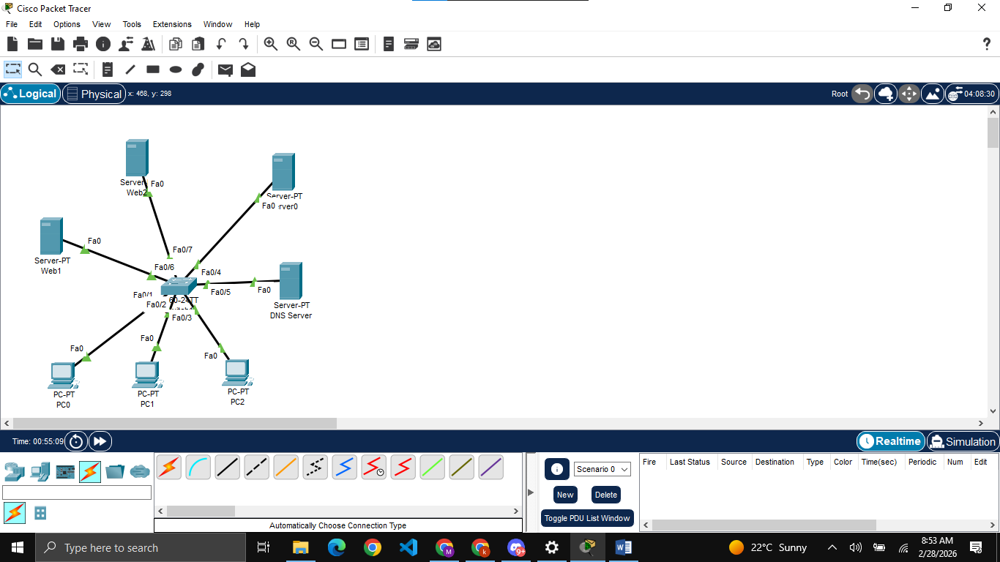 Cisco Packet Tracer
File Edit Options View Tools Extensions Window Help
Logical Physical x: 468, y: 298 Root 04:08:30
Server-
Web2
Fa0
Server-PT
Fa0
Fa0
Server-PT
Web1
Fa0/7
Fa0/6
Fa0/4
Fa0/5
Fa0
Server-PT
DNS Server
Fa0/1
Fa0/2
60-24TT
Fa0/3
Fa0
Fa0
Fa0
PC-PT
PC0
PC-PT
PC1
PC-PT
PC2
Time: 00:55:09 Realtime Simulation
Scenario 0
New Delete
Toggle PDU List Window
Fire Last Status Source Destination Type Color Time(sec) Periodic Num Edit
Automatically Choose Connection Type
Type here to search
9+
22°C Sunny
8:53 AM
2/28/2026